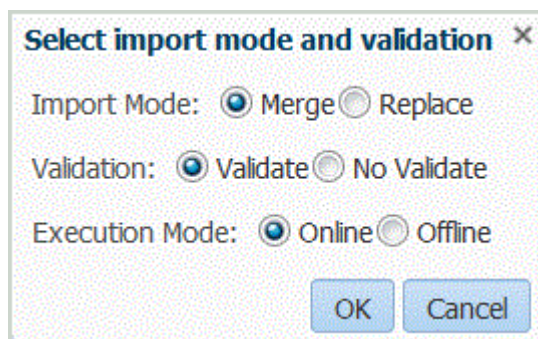 Select import mode and validation ×
Import Mode: Merge Replace
Validation: Validate No Validate
Execution Mode: Online Offline
OK Cancel